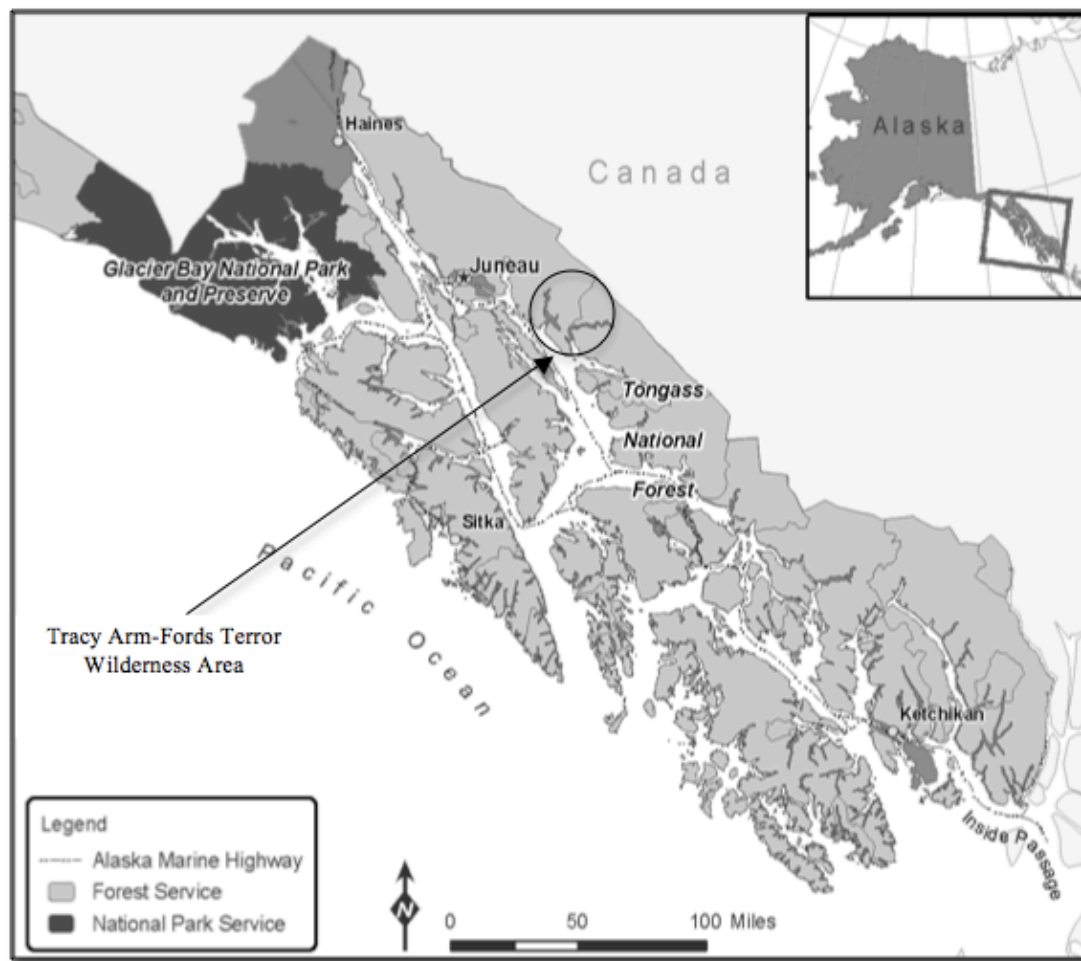 Alaska
Haines
Canada
Juneau
Glacier Bay National Park
and Preserve
Tongass
National
Forest
Sitka
Pacific Ocean
Tracy Arm-Fords Terror
Wilderness Area
Ketchikan
Inside Passage
Legend
Alaska Marine Highway
Forest Service
National Park Service
N
0 50 100 Miles